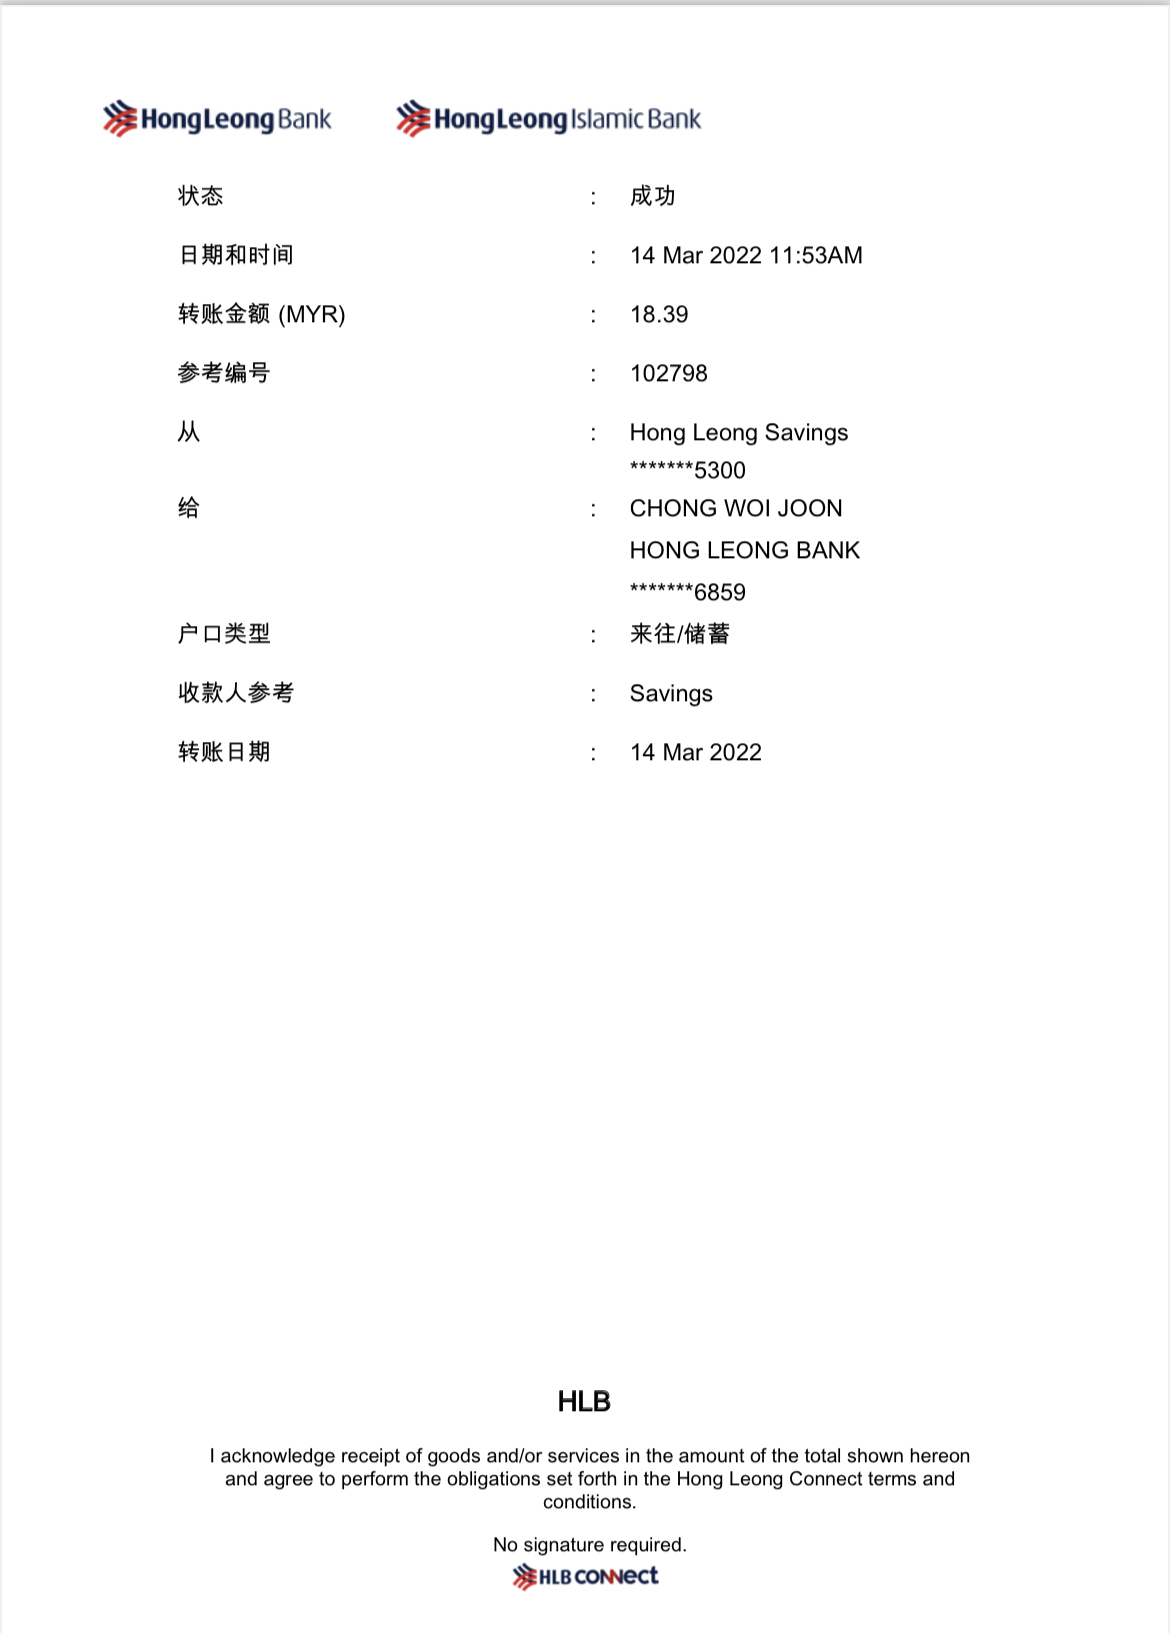 HongLeong Bank HongLeong Islamic Bank
状态 : 成功
日期和时间 : 14 Mar 2022 11:53AM
转账金额 (MYR) : 18.39
参考编号 : 102798
从 : Hong Leong Savings
*******5300
给 : CHONG WOI JOON
HONG LEONG BANK
*******6859
户口类型 : 来往/储蓄
收款人参考 : Savings
转账日期 : 14 Mar 2022
HLB
I acknowledge receipt of goods and/or services in the amount of the total shown hereon
and agree to perform the obligations set forth in the Hong Leong Connect terms and
conditions.
No signature required.
HLB CONNect